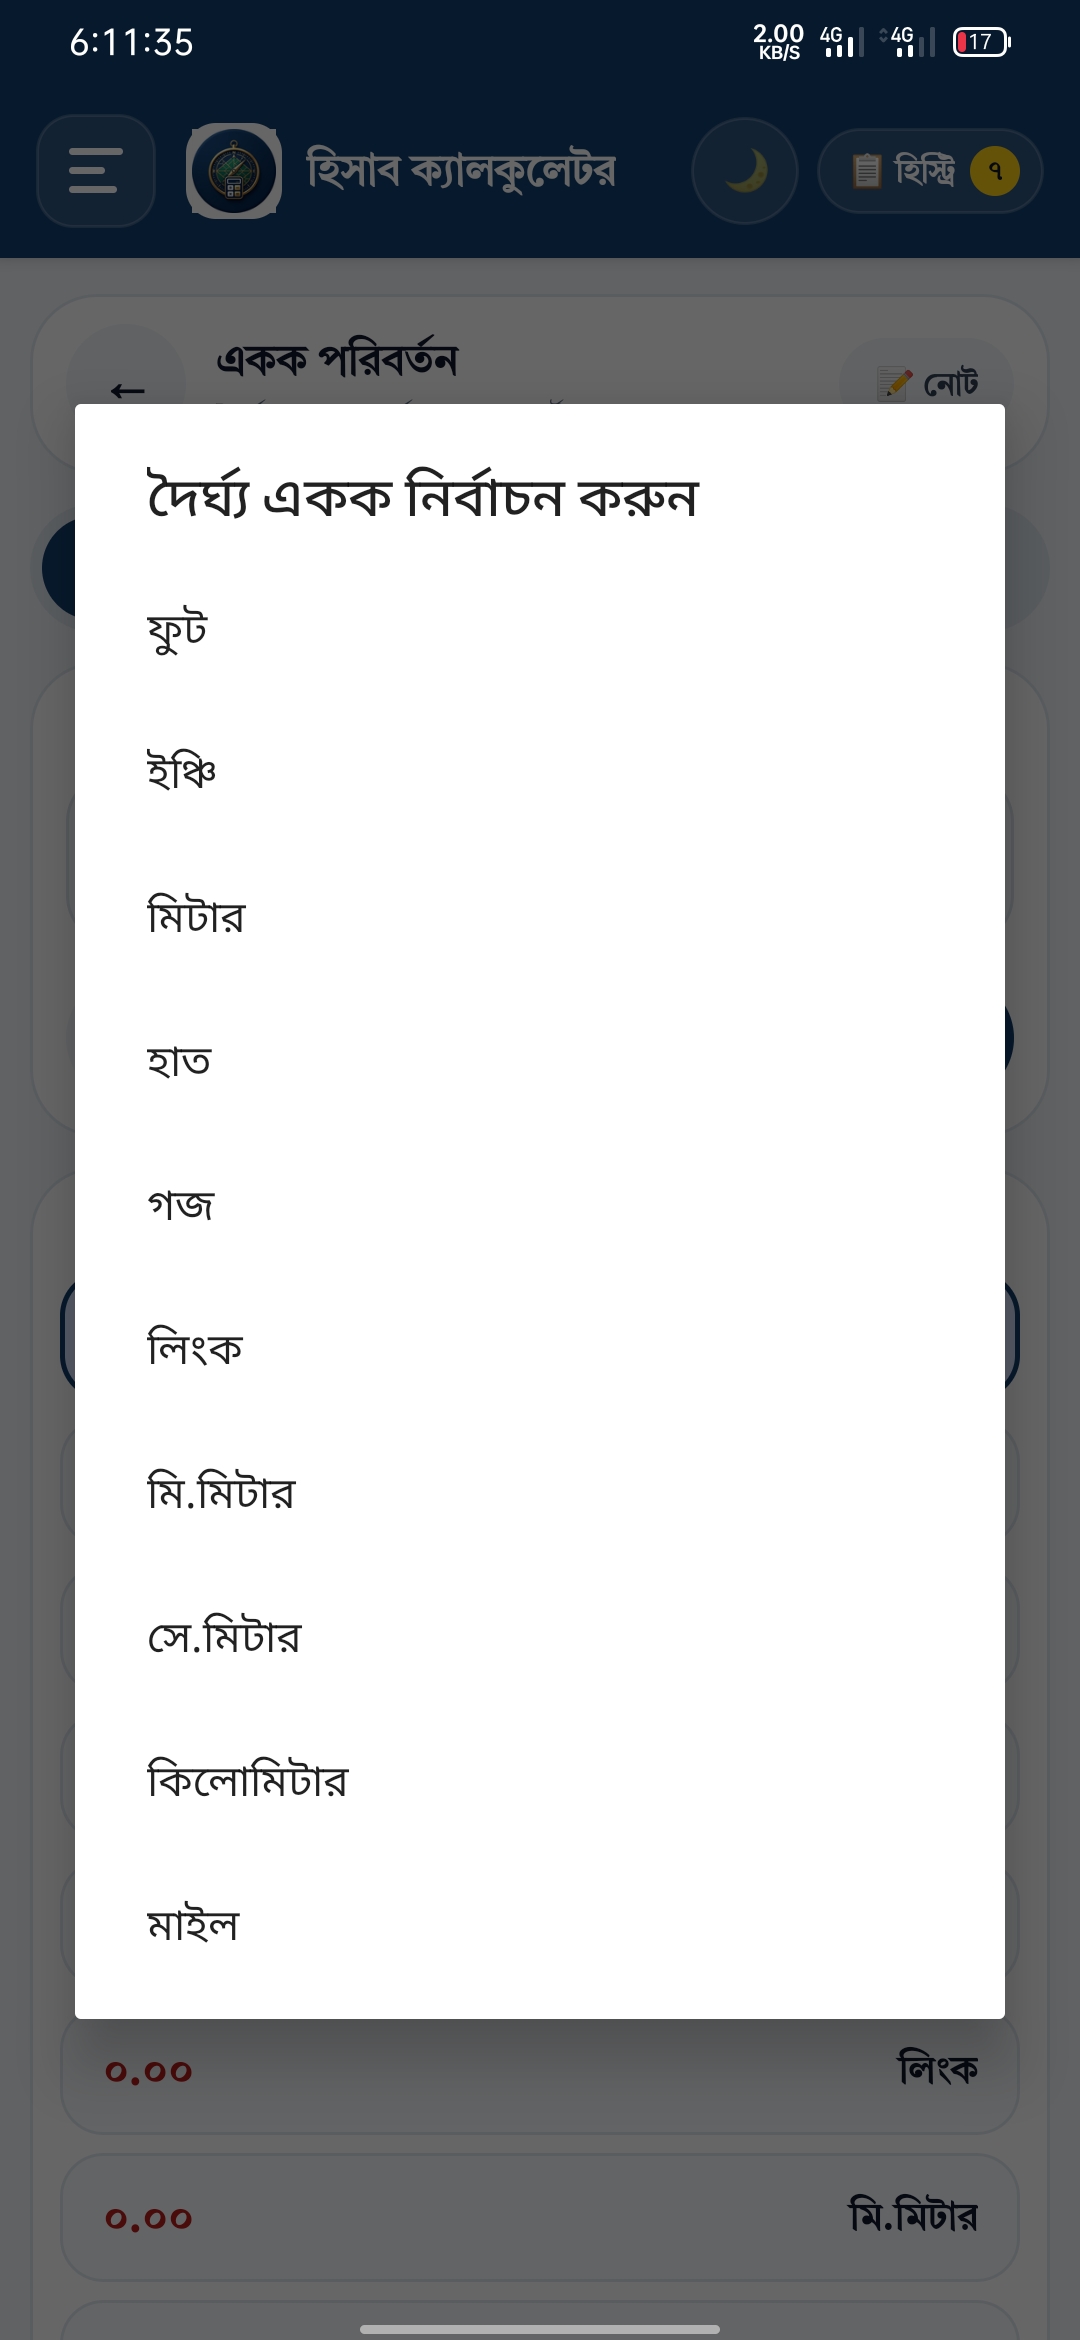 6:11:35
2.00 KB/S 4G 4G 17
হিসাব ক্যালকুলেটর
হিস্ট্রি ৭
একক পরিবর্তন
নোট
দৈর্ঘ্য একক নির্বাচন করুন
ফুট
ইঞ্চি
মিটার
হাত
গজ
লিংক
মি.মিটার
সে.মিটার
কিলোমিটার
মাইল
০.০০ লিংক
০.০০ মি.মিটার